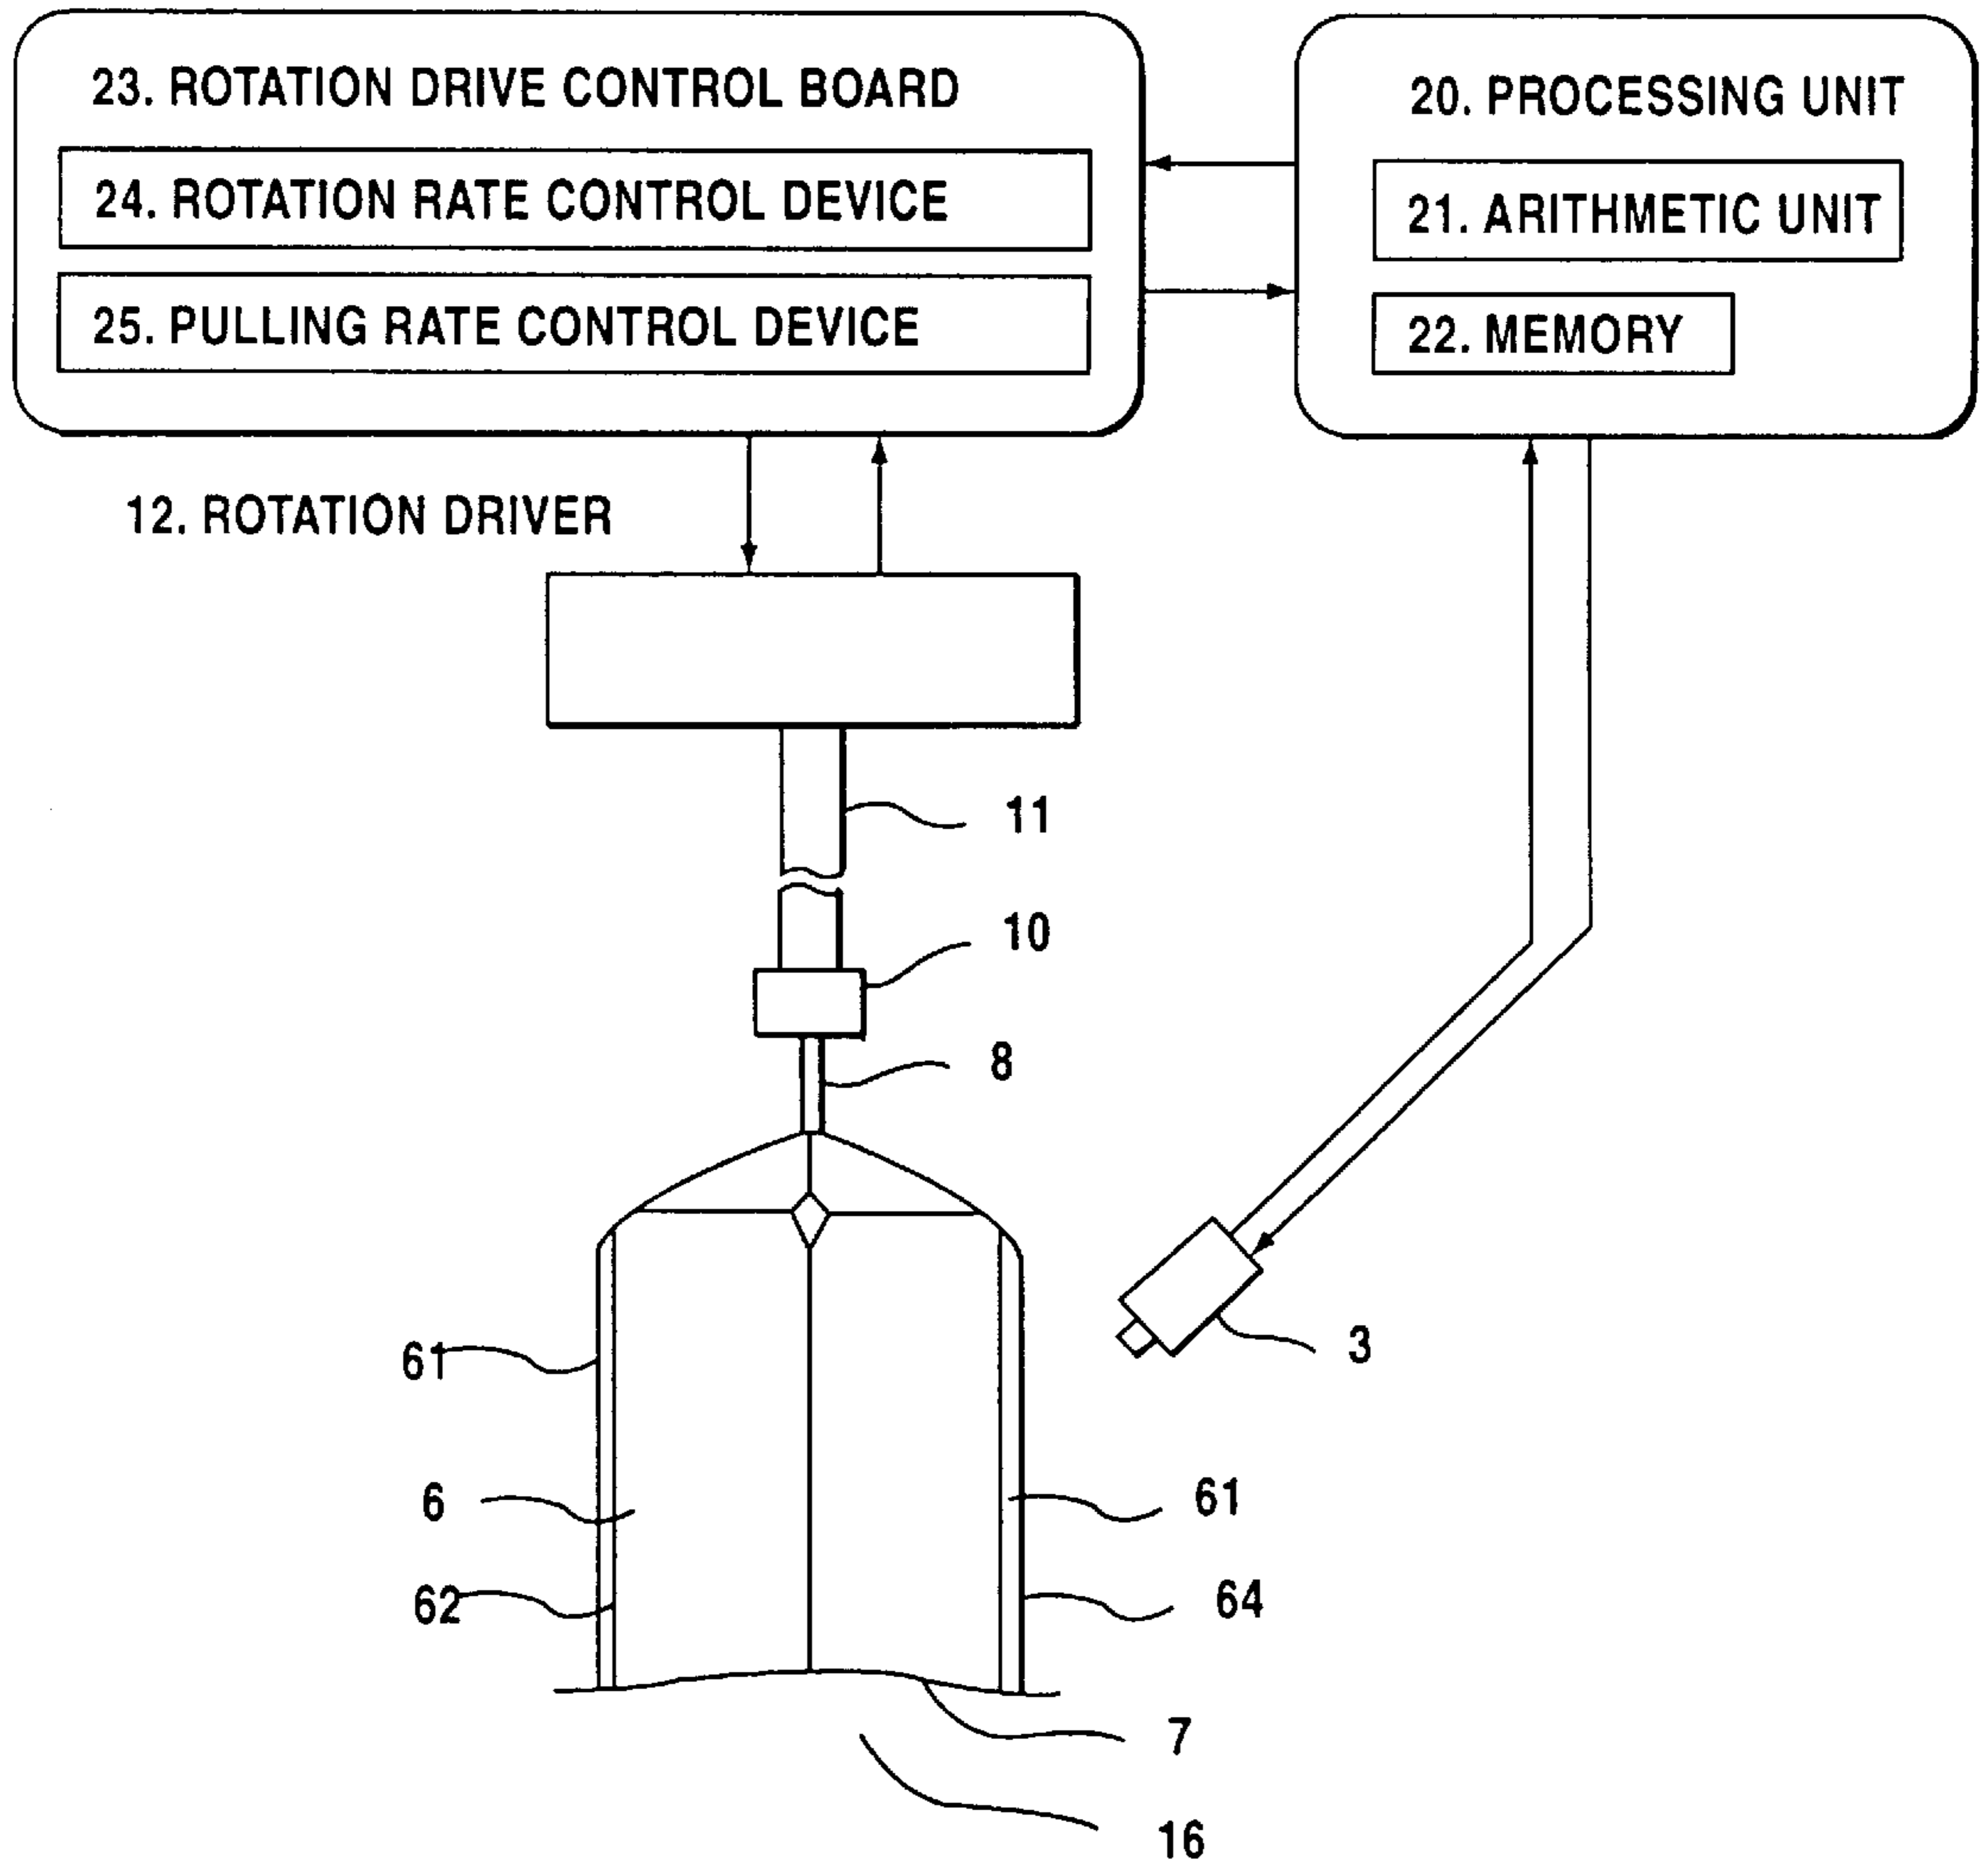 23. ROTATION DRIVE CONTROL BOARD
24. ROTATION RATE CONTROL DEVICE
25. PULLING RATE CONTROL DEVICE
20. PROCESSING UNIT
21. ARITHMETIC UNIT
22. MEMORY
12. ROTATION DRIVER
11
10
8
3
61
6
61
62
64
7
16